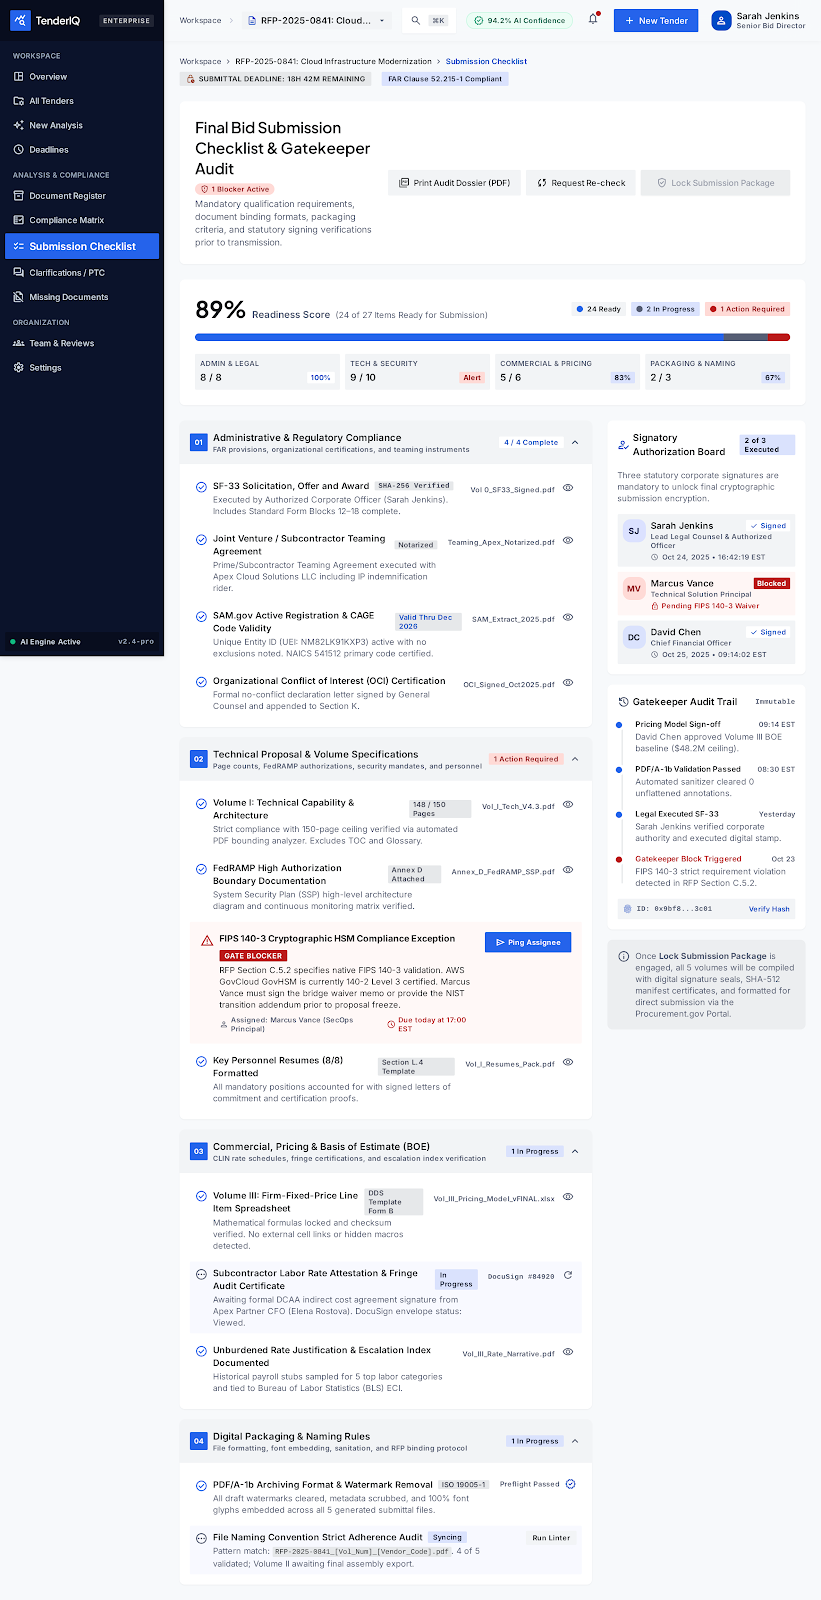 TenderIQ
ENTERPRISE
WORKSPACE
Overview
All Tenders
New Analysis
Deadlines
ANALYSIS & COMPLIANCE
Document Register
Compliance Matrix
Submission Checklist
Clarifications / PTC
Missing Documents
ORGANIZATION
Team & Reviews
Settings
AI Engine Active
v2.4-pro
Workspace
RFP-2025-0841: Cloud...
⌘K
94.2% AI Confidence
New Tender
Sarah Jenkins
Senior Bid Director
Workspace > RFP-2025-0841: Cloud Infrastructure Modernization > Submission Checklist
SUBMITTAL DEADLINE: 18H 42M REMAINING
FAR Clause 52.215-1 Compliant
Final Bid Submission
Checklist & Gatekeeper
Audit
1 Blocker Active
Mandatory qualification requirements,
document binding formats, packaging
criteria, and statutory signing verifications
prior to transmission.
Print Audit Dossier (PDF)
Request Re-check
Lock Submission Package
89% Readiness Score (24 of 27 Items Ready for Submission)
24 Ready
2 In Progress
1 Action Required
ADMIN & LEGAL
8 / 8
100%
TECH & SECURITY
9 / 10
Alert
COMMERCIAL & PRICING
5 / 6
83%
PACKAGING & NAMING
2 / 3
67%
01
Administrative & Regulatory Compliance
FAR provisions, organizational certifications, and teaming instruments
4 / 4 Complete
SF-33 Solicitation, Offer and Award
SHA-256 Verified
Executed by Authorized Corporate Officer (Sarah Jenkins).
Includes Standard Form Blocks 12–18 complete.
Vol 0_SF33_Signed.pdf
Joint Venture / Subcontractor Teaming
Agreement
Notarized
Prime/Subcontractor Teaming Agreement executed with
Apex Cloud Solutions LLC including IP indemnification
rider.
Teaming_Apex_Notarized.pdf
SAM.gov Active Registration & CAGE
Code Validity
Valid Thru Dec
2026
Unique Entity ID (UEI: NM82LK91KXP3) active with no
exclusions noted. NAICS 541512 primary code certified.
SAM_Extract_2025.pdf
Organizational Conflict of Interest (OCI) Certification
Formal no-conflict declaration letter signed by General
Counsel and appended to Section K.
OCI_Signed_Oct2025.pdf
02
Technical Proposal & Volume Specifications
Page counts, FedRAMP authorizations, security mandates, and personnel
1 Action Required
Volume I: Technical Capability &
Architecture
148 / 150
Pages
Strict compliance with 150-page ceiling verified via automated
PDF bounding analyzer. Excludes TOC and Glossary.
Vol_I_Tech_V4.3.pdf
FedRAMP High Authorization
Boundary Documentation
Annex D
Attached
System Security Plan (SSP) high-level architecture
diagram and continuous monitoring matrix verified.
Annex_D_FedRAMP_SSP.pdf
FIPS 140-3 Cryptographic HSM Compliance Exception
GATE BLOCKER
RFP Section C.5.2 specifies native FIPS 140-3 validation. AWS
GovCloud GovHSM is currently 140-2 Level 3 certified. Marcus
Vance must sign the bridge waiver memo or provide the NIST
transition addendum prior to proposal freeze.
Assigned: Marcus Vance (SecOps
Principal)
Due today at 17:00
EST
Ping Assignee
Key Personnel Resumes (8/8)
Formatted
Section L.4
Template
All mandatory positions accounted for with signed letters of
commitment and certification proofs.
Vol_I_Resumes_Pack.pdf
03
Commercial, Pricing & Basis of Estimate (BOE)
CLIN rate schedules, fringe certifications, and escalation index verification
1 In Progress
Volume III: Firm-Fixed-Price Line
Item Spreadsheet
DDS
Template
Form B
Mathematical formulas locked and checksum
verified. No external cell links or hidden macros
detected.
Vol_III_Pricing_Model_vFINAL.xlsx
Subcontractor Labor Rate Attestation & Fringe
Audit Certificate
In
Progress
Awaiting formal DCAA indirect cost agreement signature from
Apex Partner CFO (Elena Rostova). DocuSign envelope status:
Viewed.
DocuSign #84920
Unburdened Rate Justification & Escalation Index
Documented
Historical payroll stubs sampled for 5 top labor categories
and tied to Bureau of Labor Statistics (BLS) ECI.
Vol_III_Rate_Narrative.pdf
04
Digital Packaging & Naming Rules
File formatting, font embedding, sanitation, and RFP binding protocol
1 In Progress
PDF/A-1b Archiving Format & Watermark Removal
ISO 19005-1
All draft watermarks cleared, metadata scrubbed, and 100% font
glyphs embedded across all 5 generated submittal files.
Preflight Passed
File Naming Convention Strict Adherence Audit
Syncing
Pattern match: RFP-2025-0841_[Vol_Num]_[Vendor_Code].pdf. 4 of 5
validated; Volume II awaiting final assembly export.
Run Linter
Signatory
Authorization Board
2 of 3
Executed
Three statutory corporate signatures are
mandatory to unlock final cryptographic
submission encryption.
SJ
Sarah Jenkins
Signed
Lead Legal Counsel & Authorized
Officer
Oct 24, 2025 • 16:42:19 EST
MV
Marcus Vance
Blocked
Technical Solution Principal
Pending FIPS 140-3 Waiver
DC
David Chen
Signed
Chief Financial Officer
Oct 25, 2025 • 09:14:02 EST
Gatekeeper Audit Trail
Immutable
Pricing Model Sign-off
09:14 EST
David Chen approved Volume III BOE
baseline ($48.2M ceiling).
PDF/A-1b Validation Passed
08:30 EST
Automated sanitizer cleared 0
unflattened annotations.
Legal Executed SF-33
Yesterday
Sarah Jenkins verified corporate
authority and executed digital stamp.
Gatekeeper Block Triggered
Oct 23
FIPS 140-3 strict requirement violation
detected in RFP Section C.5.2.
ID: 0x9bf8...3c01
Verify Hash
Once Lock Submission Package is
engaged, all 5 volumes will be compiled
with digital signature seals, SHA-512
manifest certificates, and formatted for
direct submission via the
Procurement.gov Portal.